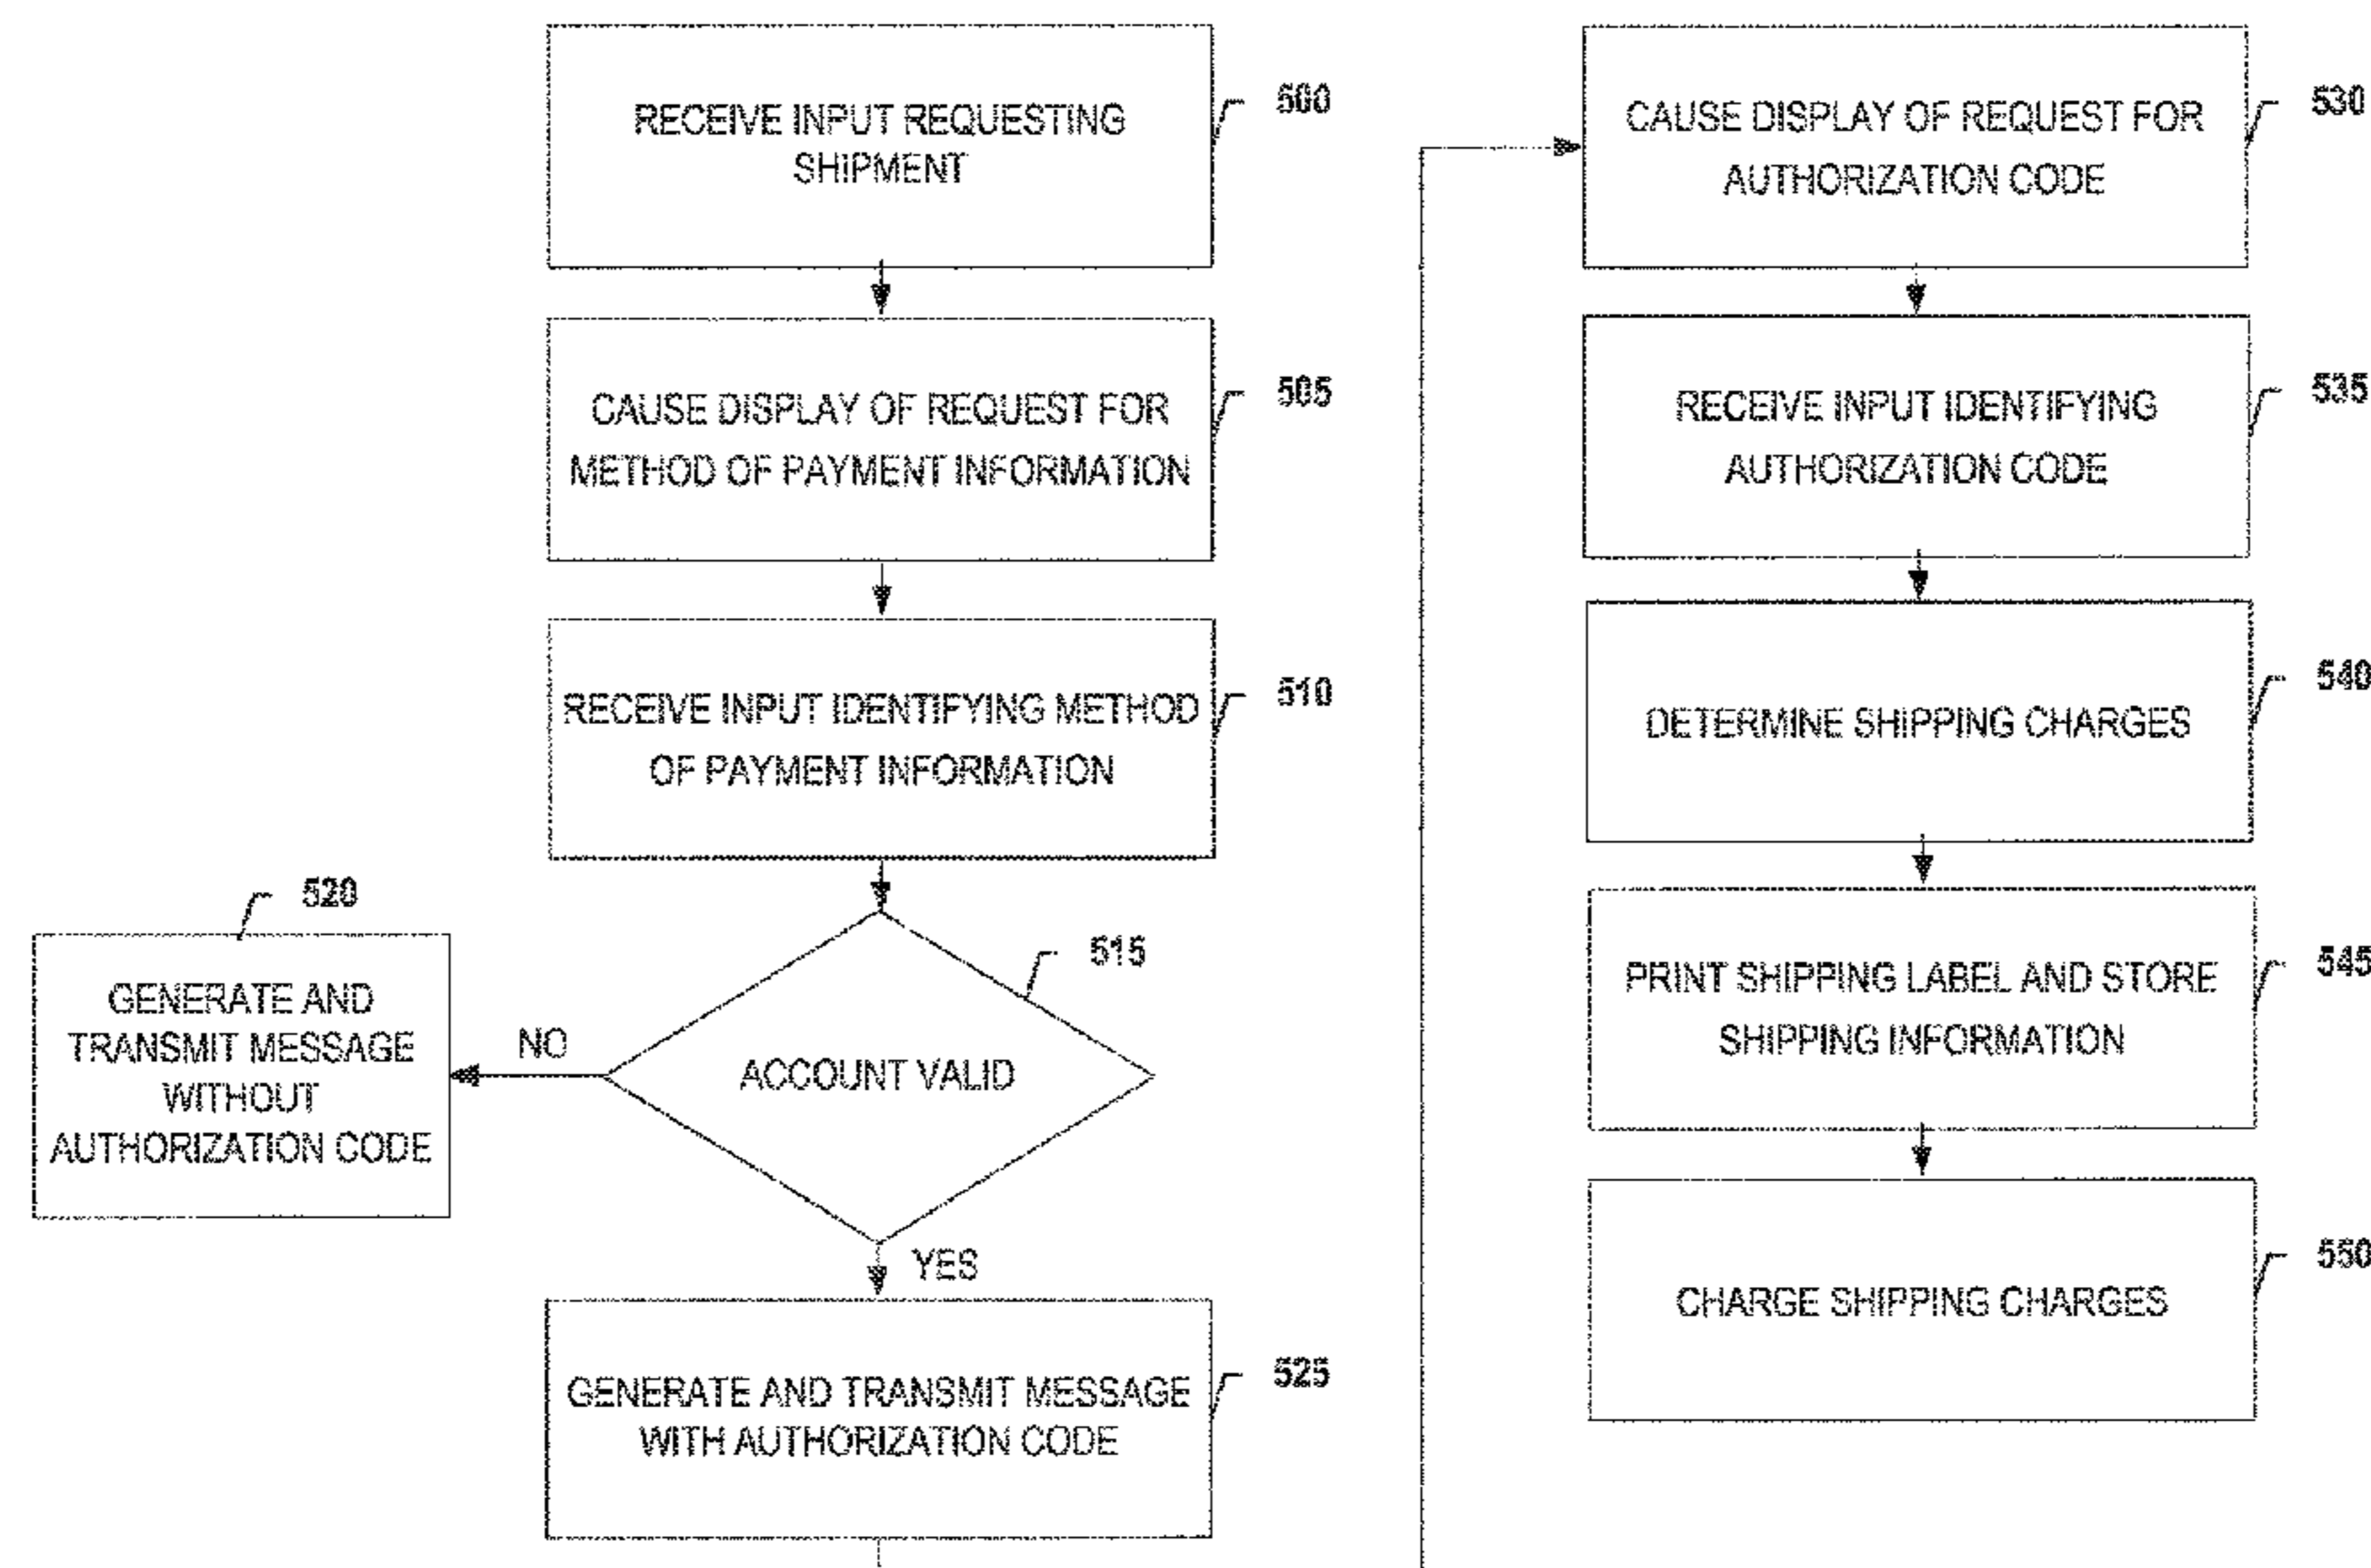 RECEIVE INPUT REQUESTING
SHIPMENT
500
CAUSE DISPLAY OF REQUEST FOR
METHOD OF PAYMENT INFORMATION
505
RECEIVE INPUT IDENTIFYING METHOD
OF PAYMENT INFORMATION
510
515
ACCOUNT VALID
NO
520
GENERATE AND
TRANSMIT MESSAGE
WITHOUT
AUTHORIZATION CODE
YES
GENERATE AND TRANSMIT MESSAGE
WITH AUTHORIZATION CODE
525
CAUSE DISPLAY OF REQUEST FOR
AUTHORIZATION CODE
530
RECEIVE INPUT IDENTIFYING
AUTHORIZATION CODE
535
DETERMINE SHIPPING CHARGES
540
PRINT SHIPPING LABEL AND STORE
SHIPPING INFORMATION
545
CHARGE SHIPPING CHARGES
550